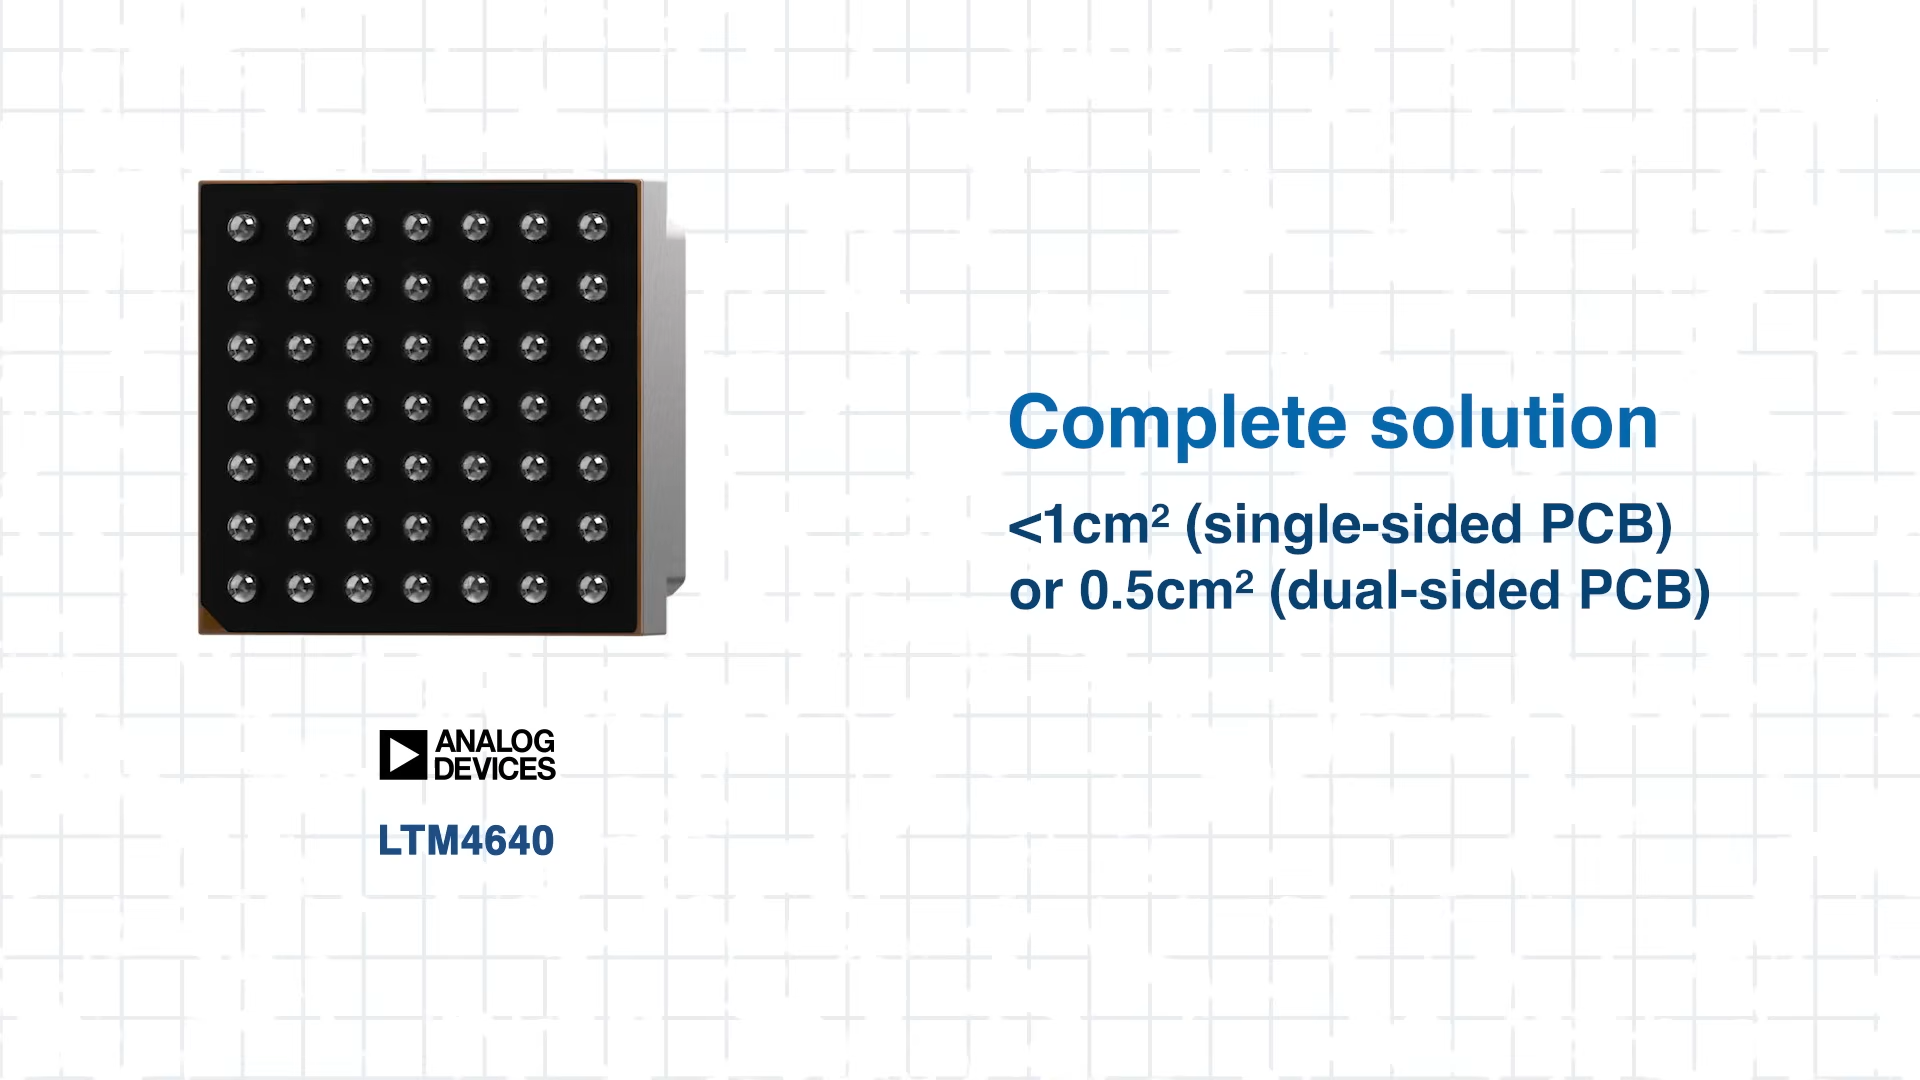 Complete solution
<1cm² (single-sided PCB)
or 0.5cm² (dual-sided PCB)
ANALOG
DEVICES
LTM4640